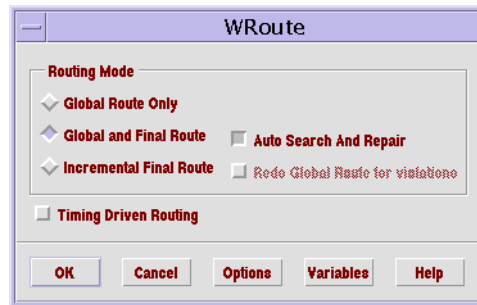 WRoute
Routing Mode
Global Route Only
Global and Final Route
Auto Search And Repair
Incremental Final Route
Redo Global Route for violations
Timing Driven Routing
OK Cancel Options Variables Help